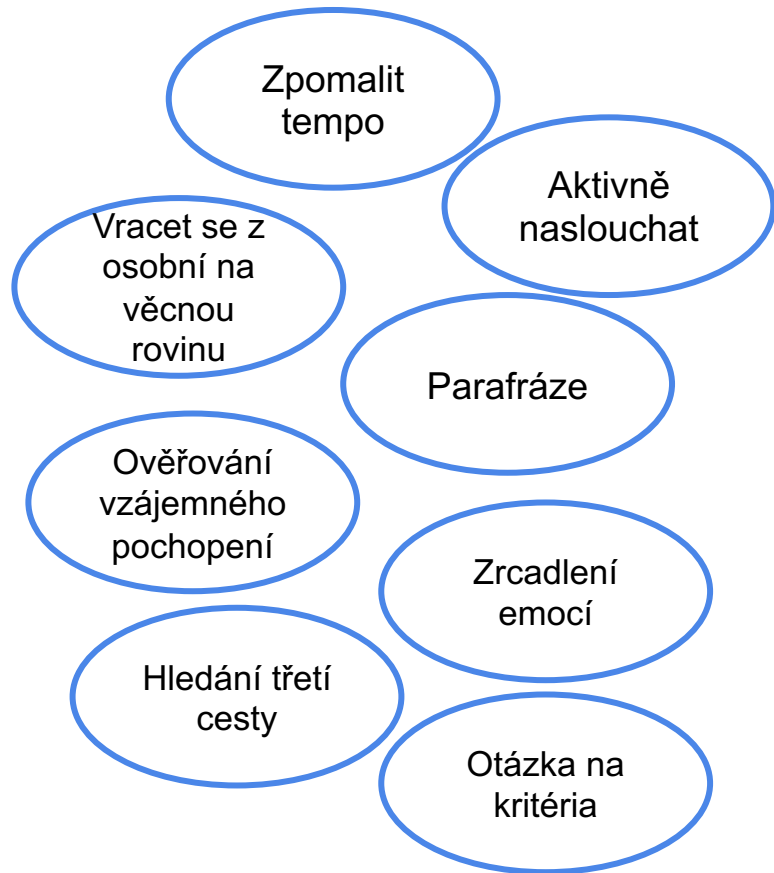 Zpomalit
tempo
Aktivně
naslouchat
Vracet se z
osobní na
věcnou
rovinu
Parafráze
Ověřování
vzájemného
pochopení
Zrcadlení
emocí
Hledání třetí
cesty
Otázka na
kritéria